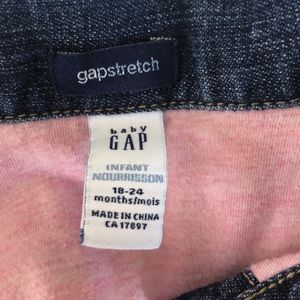 gapstretch
baby
GAP
INFANT
NOURRISSON
18-24
months/mois
MADE IN CHINA
CA 17897